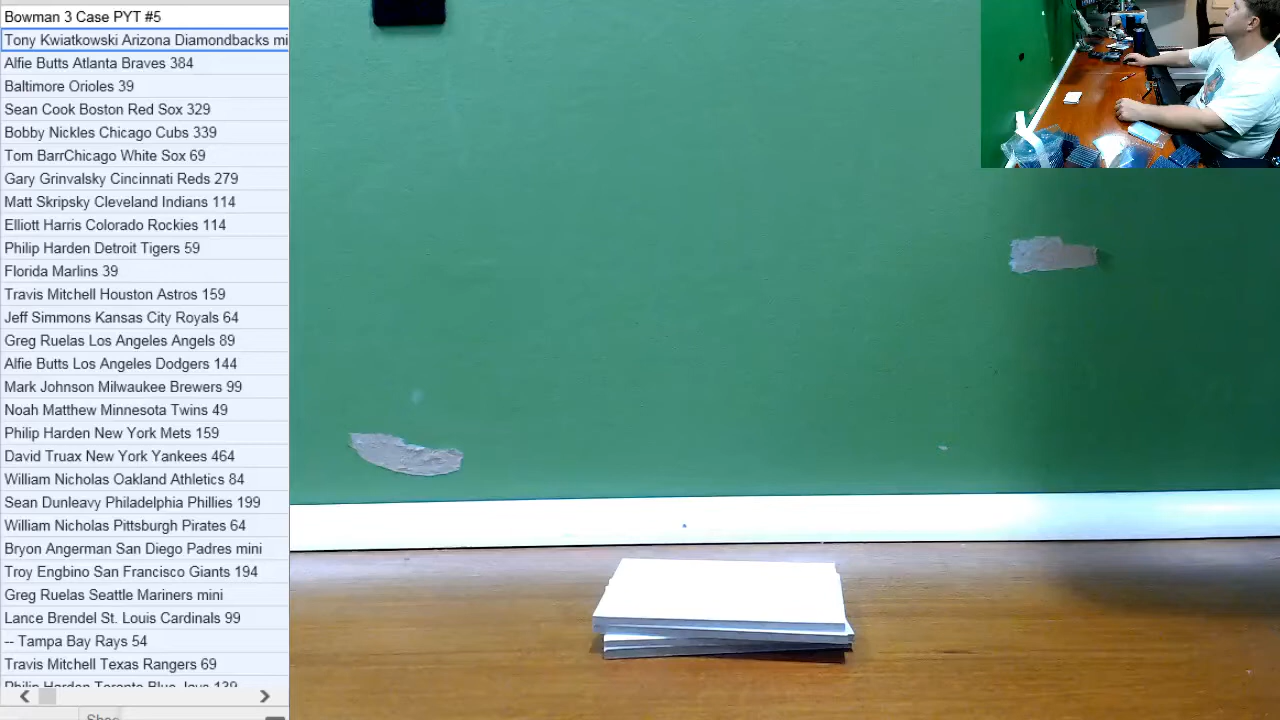 Bowman 3 Case PYT #5
Tony Kwiatkowski Arizona Diamondbacks mi
Alfie Butts Atlanta Braves 384
Baltimore Orioles 39
Sean Cook Boston Red Sox 329
Bobby Nickles Chicago Cubs 339
Tom BarrChicago White Sox 69
Gary Grinvalsky Cincinnati Reds 279
Matt Skripsky Cleveland Indians 114
Elliott Harris Colorado Rockies 114
Philip Harden Detroit Tigers 59
Florida Marlins 39
Travis Mitchell Houston Astros 159
Jeff Simmons Kansas City Royals 64
Greg Ruelas Los Angeles Angels 89
Alfie Butts Los Angeles Dodgers 144
Mark Johnson Milwaukee Brewers 99
Noah Matthew Minnesota Twins 49
Philip Harden New York Mets 159
David Truax New York Yankees 464
William Nicholas Oakland Athletics 84
Sean Dunleavy Philadelphia Phillies 199
William Nicholas Pittsburgh Pirates 64
Bryon Angerman San Diego Padres mini
Troy Engbino San Francisco Giants 194
Greg Ruelas Seattle Mariners mini
Lance Brendel St. Louis Cardinals 99
-- Tampa Bay Rays 54
Travis Mitchell Texas Rangers 69
Philip Harden Toronto Blue Jays 139